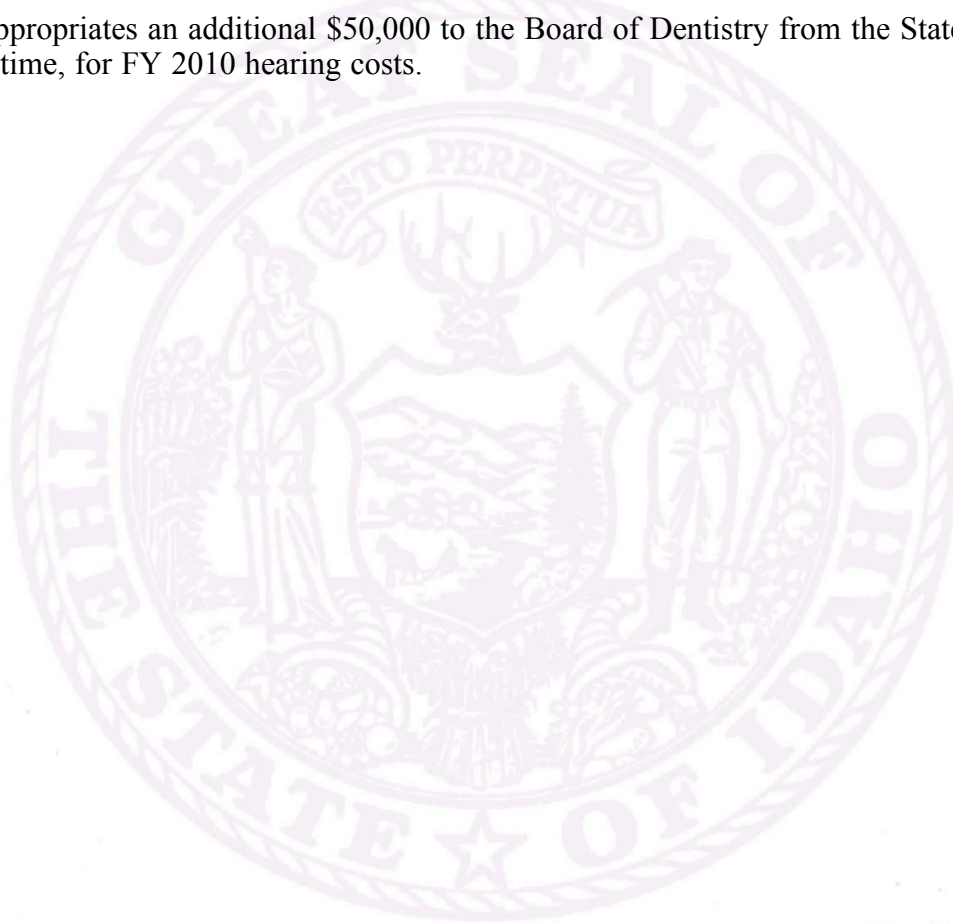 ppropriates an additional $50,000 to the Board of Dentistry from the State
time, for FY 2010 hearing costs.
GREAT SEAL OF
ESTO PERPETUA
THE STATE OF IDAHO